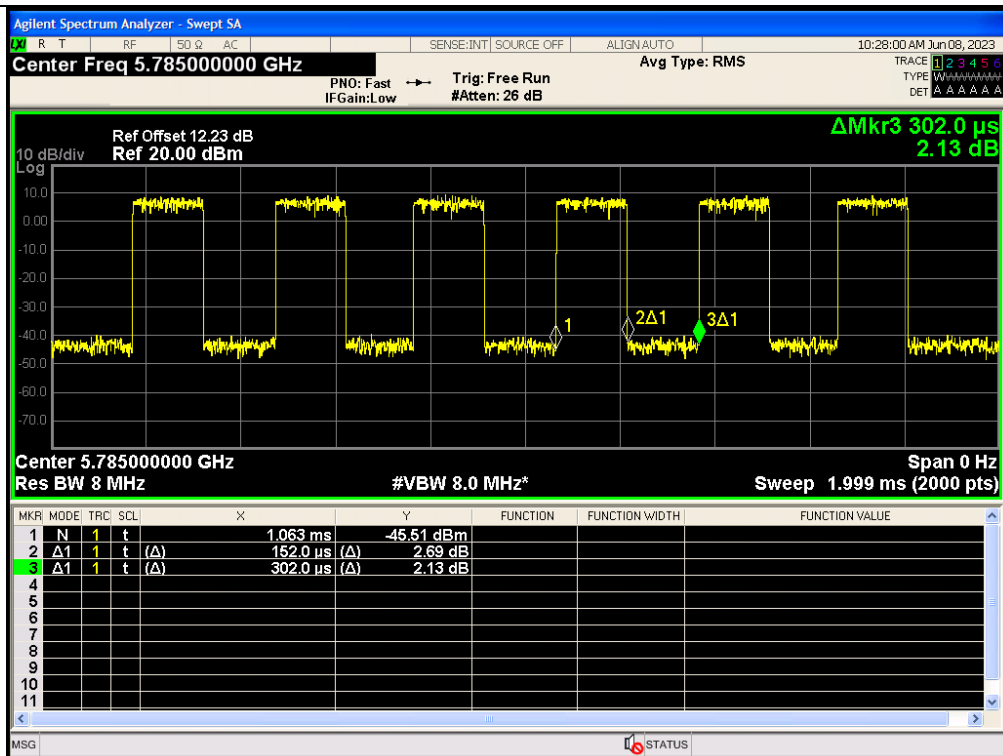 Agilent Spectrum Analyzer - Swept SA
LXI R T RF 50 Ω AC SENSE:INT SOURCE OFF ALIGN AUTO 10:28:00 AM Jun 08, 2023
Center Freq 5.785000000 GHz
PNO: Fast
IFGain:Low
Trig: Free Run
#Atten: 26 dB
Avg Type: RMS
TRACE 1 2 3 4 5 6
TYPE W
DET A A A A A A
Ref Offset 12.23 dB
10 dB/div Ref 20.00 dBm
Log
ΔMkr3 302.0 µs
2.13 dB
10.0
0.00
-10.0
-20.0
-30.0
-40.0
-50.0
-60.0
-70.0
1
2Δ1
3Δ1
Center 5.785000000 GHz Span 0 Hz
Res BW 8 MHz #VBW 8.0 MHz* Sweep 1.999 ms (2000 pts)
MKR MODE TRC SCL X Y FUNCTION FUNCTION WIDTH FUNCTION VALUE
1 N 1 t 1.063 ms -45.51 dBm
2 Δ1 1 t (Δ) 152.0 µs (Δ) 2.69 dB
3 Δ1 1 t (Δ) 302.0 µs (Δ) 2.13 dB
4
5
6
7
8
9
10
11
MSG STATUS